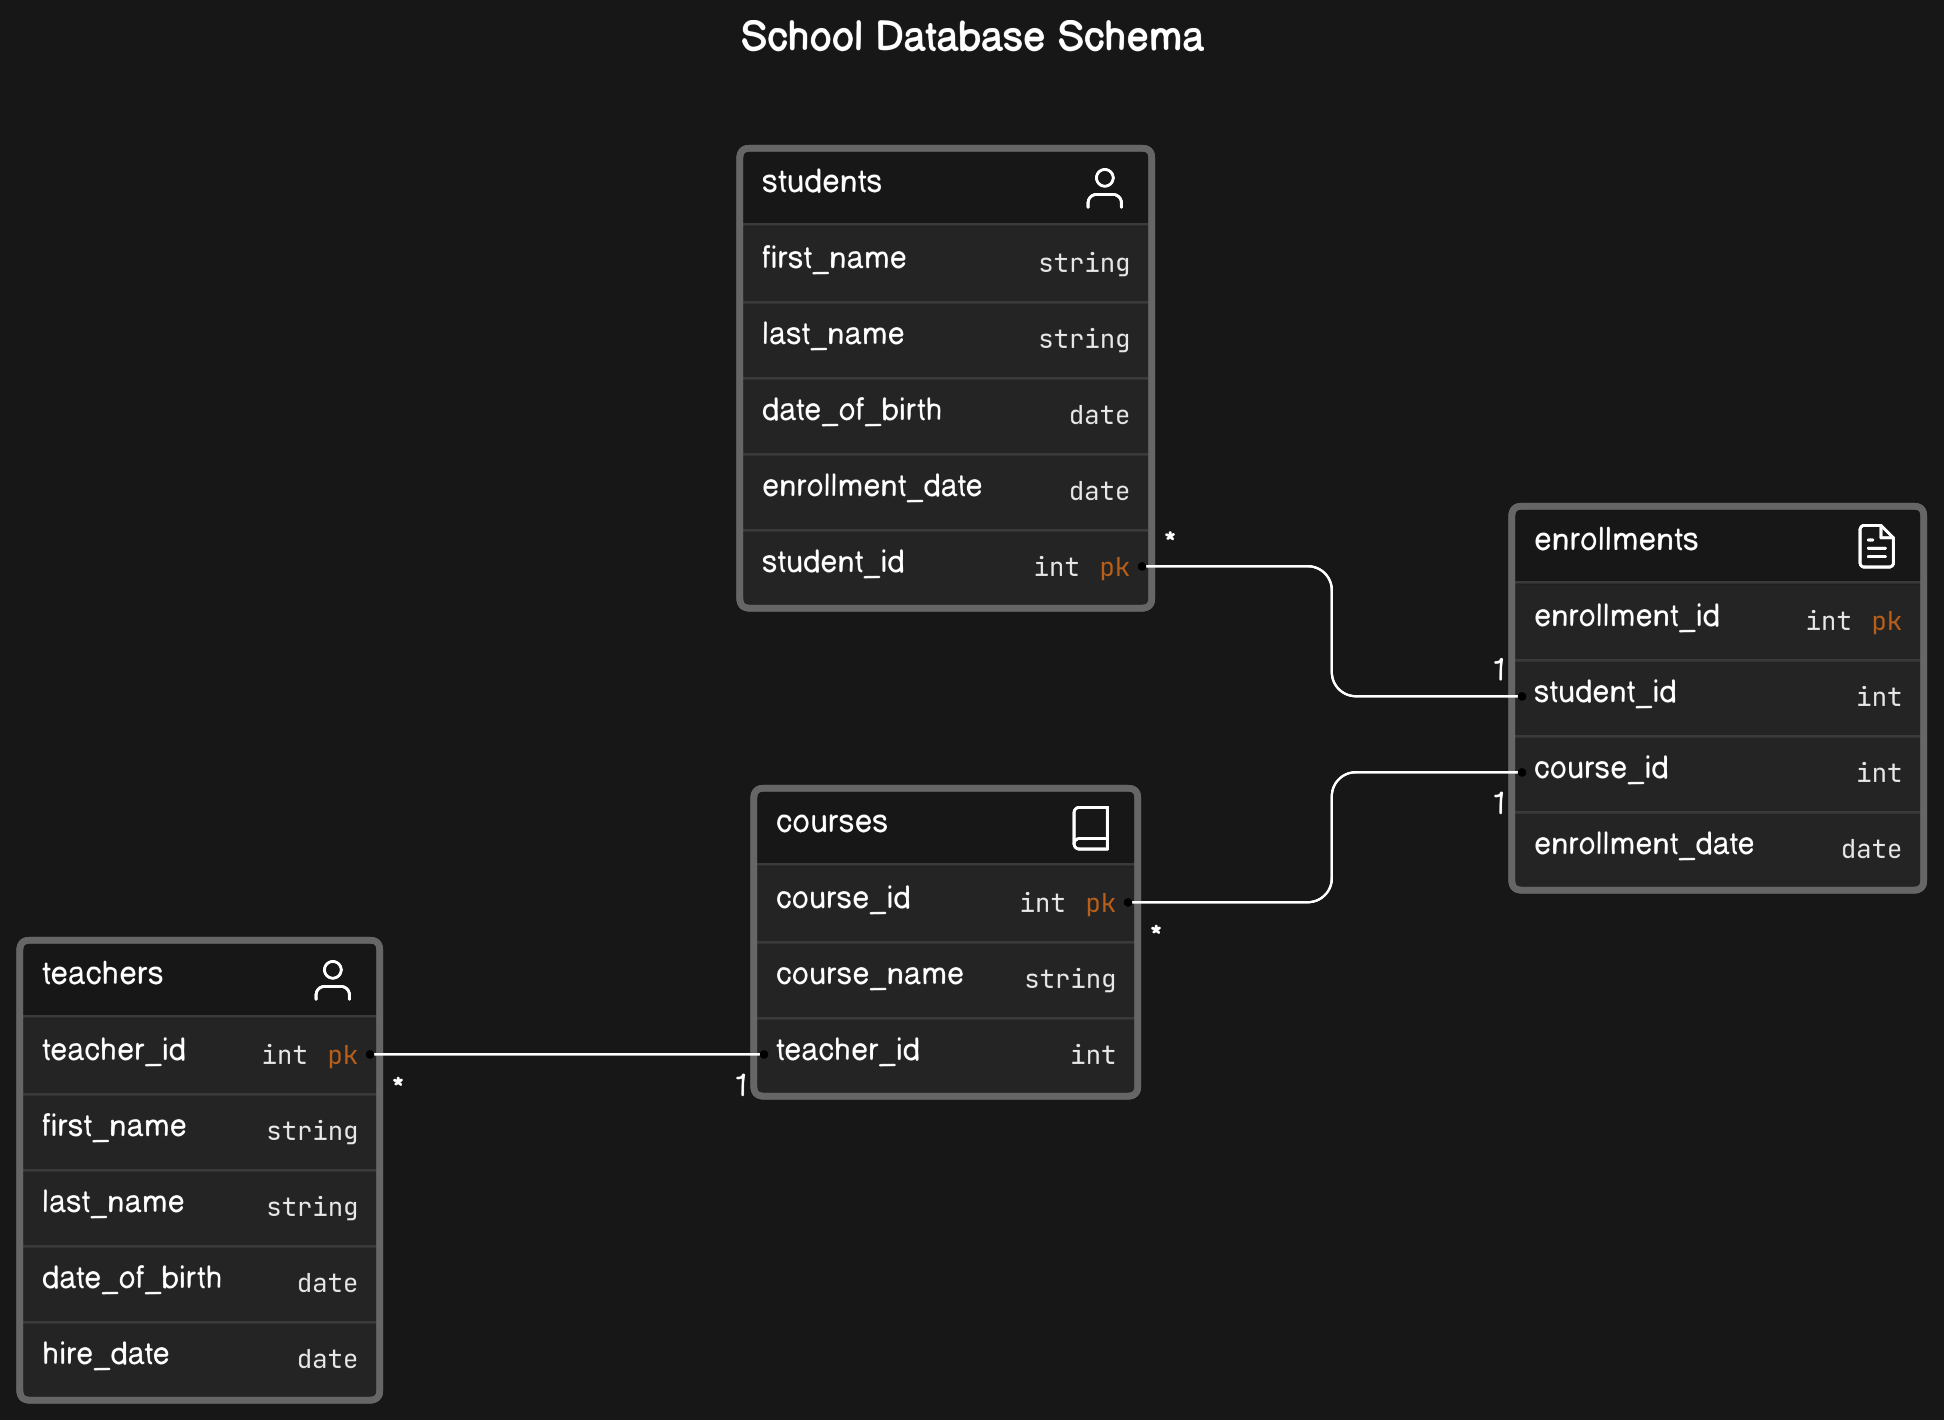 School Database Schema
students
first_name string
last_name string
date_of_birth date
enrollment_date date
student_id int pk
*
enrollments
enrollment_id int pk
1
student_id int
course_id int
1
enrollment_date date
courses
course_id int pk
*
course_name string
teacher_id int
1
teachers
teacher_id int pk
*
first_name string
last_name string
date_of_birth date
hire_date date